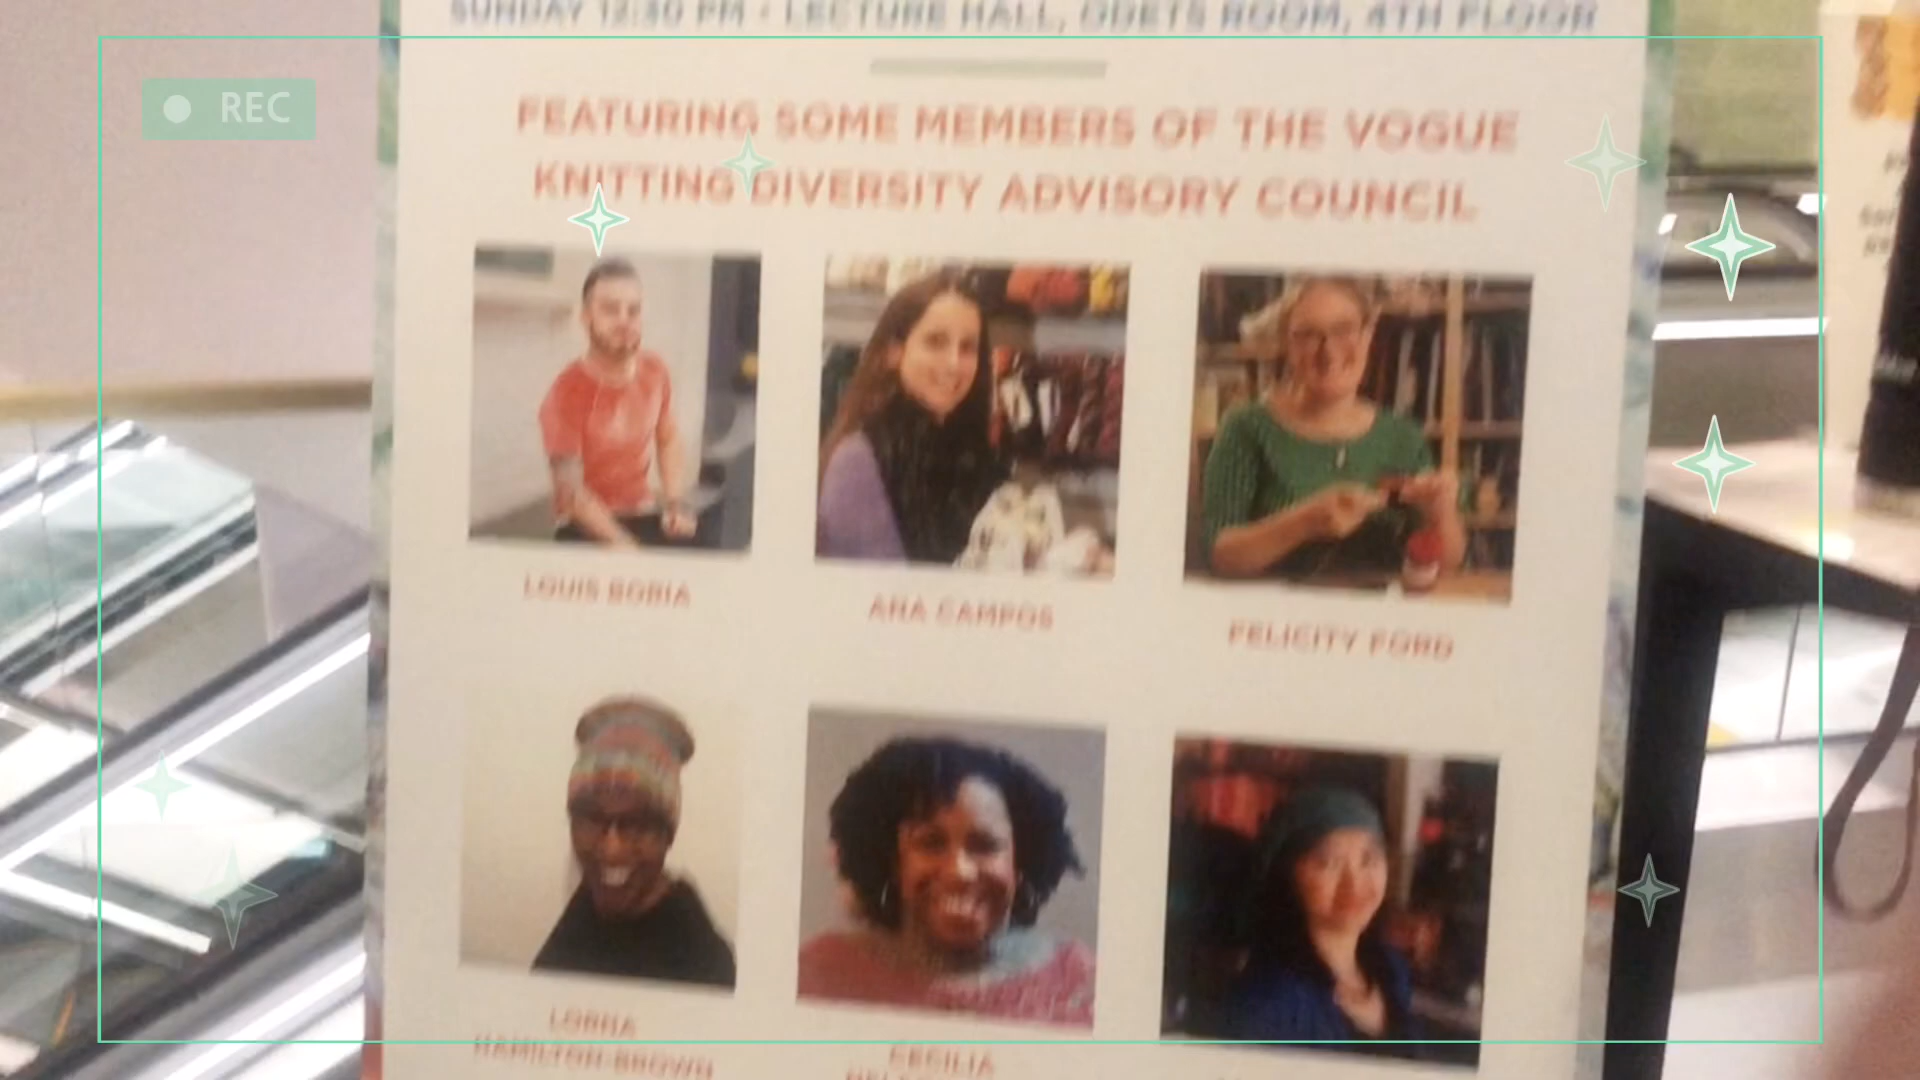 SUNDAY 12:30 PM · LECTURE HALL, ODETS ROOM, 4TH FLOOR
REC
FEATURING SOME MEMBERS OF THE VOGUE
KNITTING DIVERSITY ADVISORY COUNCIL
LOUIS BORIA
ANA CAMPOS
FELICITY FORD
LORNA
HAMILTON-BROWN
CECILIA